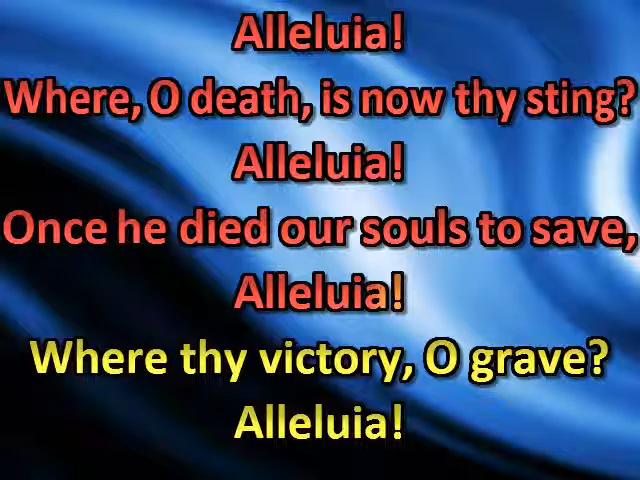 Alleluia!
Where, O death, is now thy sting?
Alleluia!
Once he died our souls to save,
Alleluia!
Where thy victory, O grave?
Alleluia!